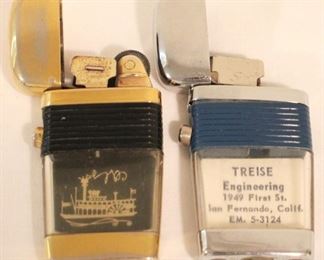 TREISE
Engineering
1949 First St.
San Fernando, Calif.
EM. 5-3124